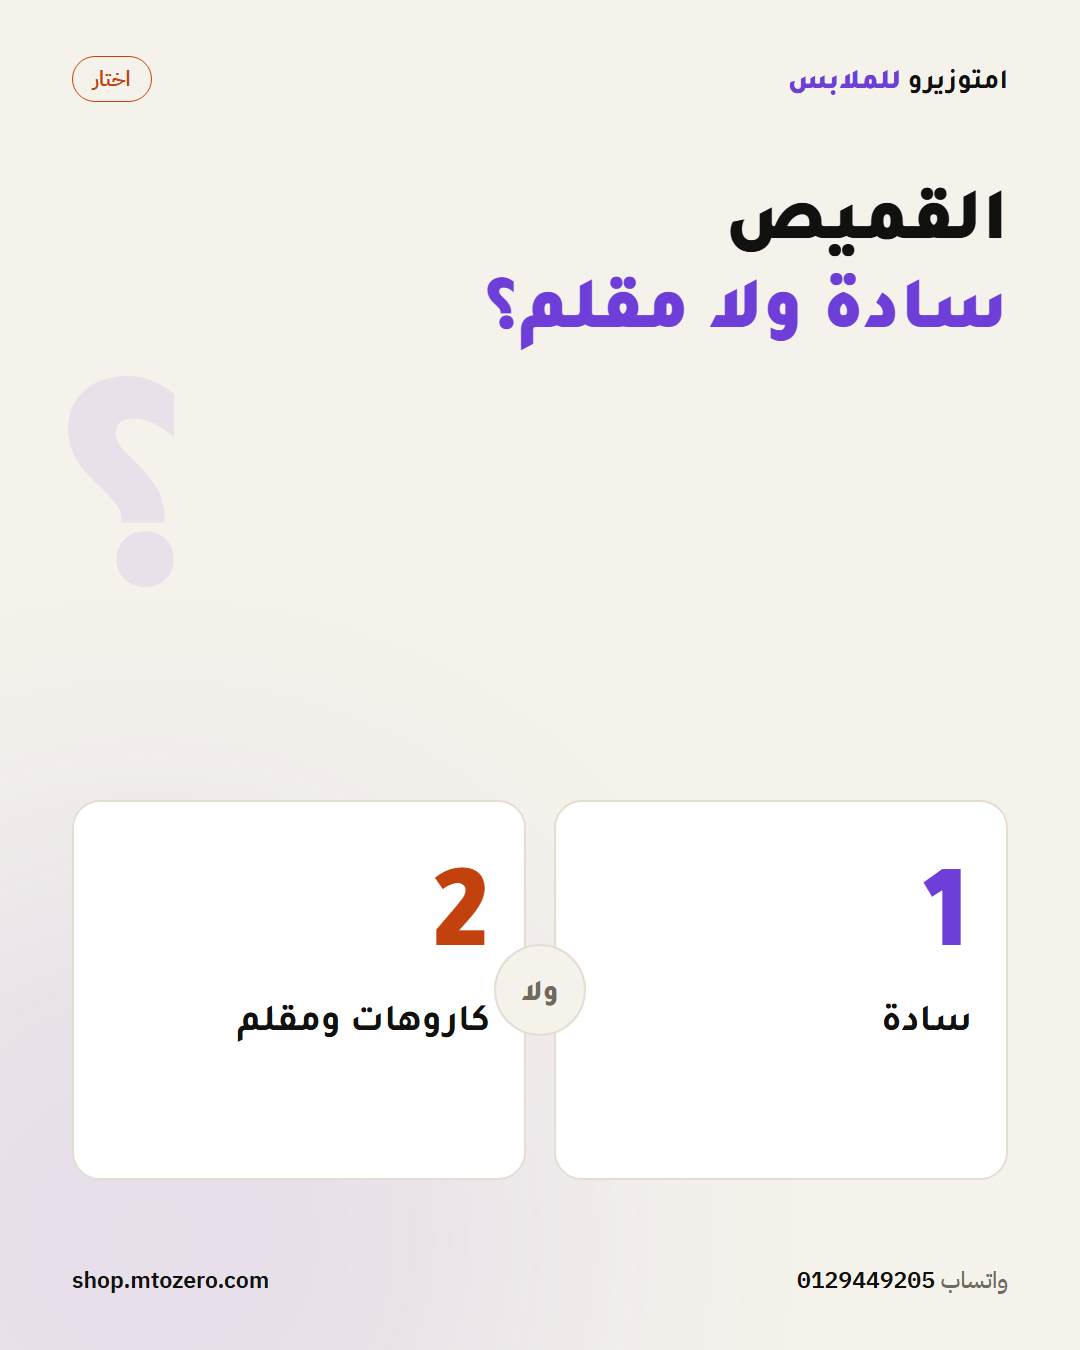 امتوزيرو للملابس
اختار
القميص
سادة ولا مقلم؟
؟
1
سادة
ولا
2
كاروهات ومقلم
واتساب 0129449205
shop.mtozero.com